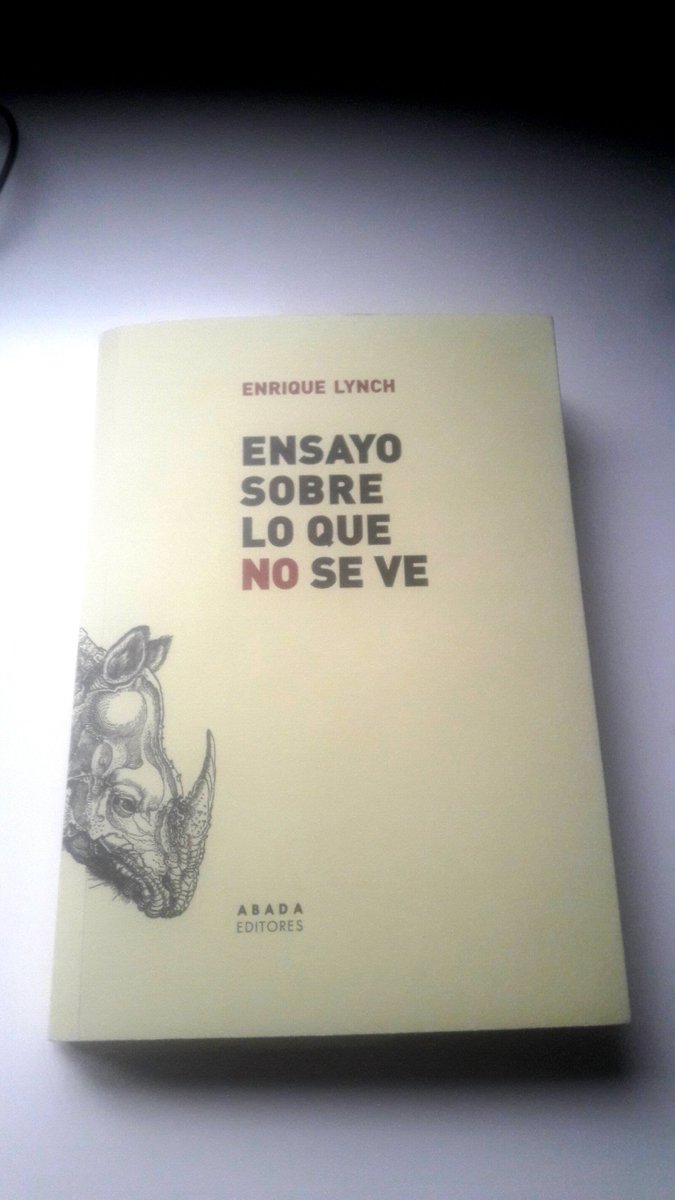 ENRIQUE LYNCH
ENSAYO
SOBRE
LO QUE
NO SE VE
ABADA
EDITORES